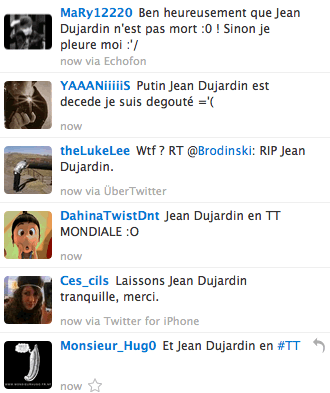 MaRy12220 Ben heureusement que Jean
Dujardin n'est pas mort :0 ! Sinon je
pleure moi :'/
now via Echofon
YAAANiiiiiS Putin Jean Dujardin est
decede je suis degouté ='(
now
theLukeLee Wtf ? RT @Brodinski: RIP Jean
Dujardin.
now via ÜberTwitter
DahinaTwistDnt Jean Dujardin en TT
MONDIALE :O
now
Ces_cils Laissons Jean Dujardin
tranquille, merci.
now via Twitter for iPhone
Monsieur_Hug0 Et Jean Dujardin en #TT
now